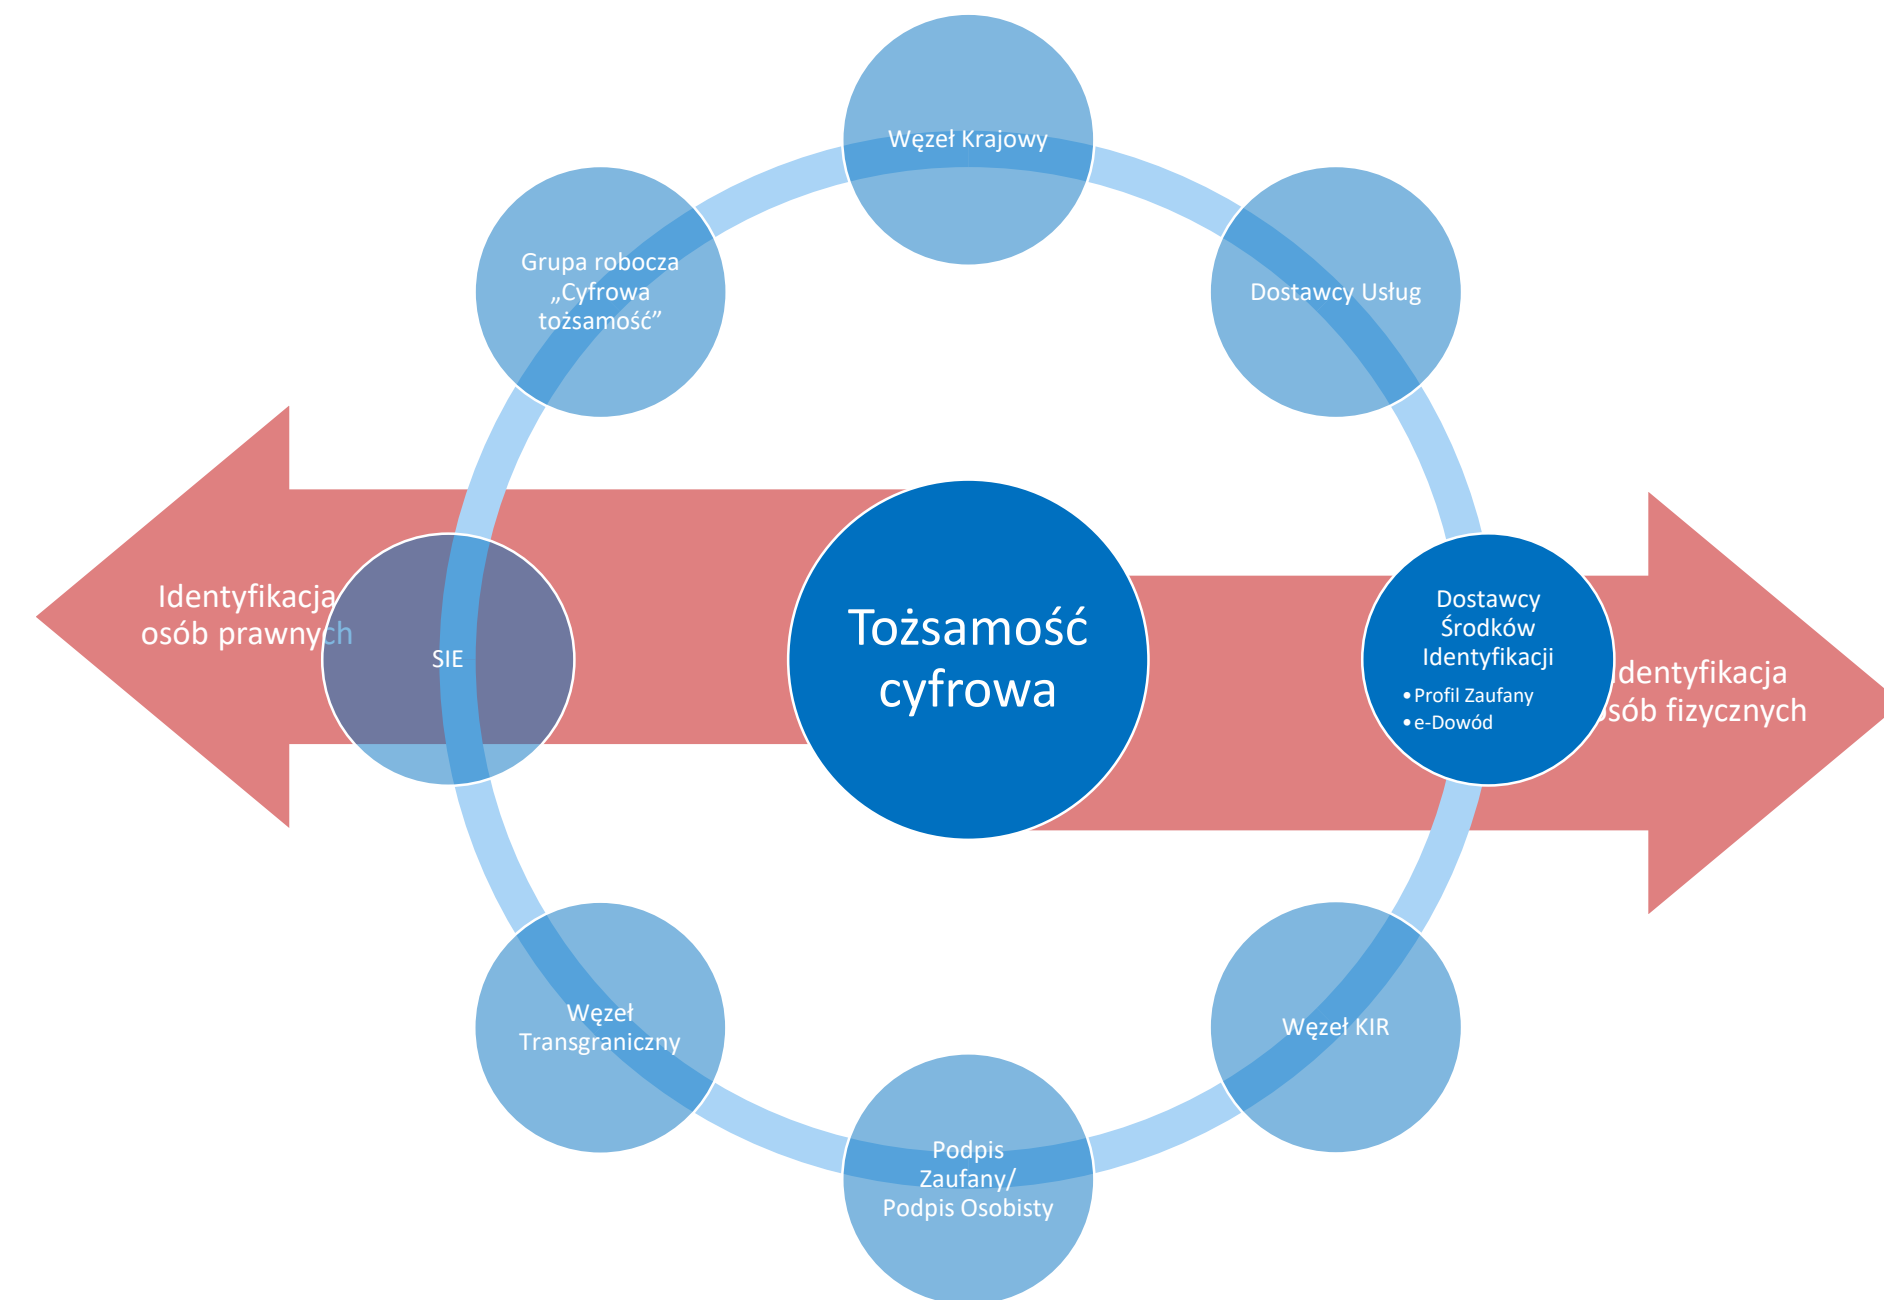 Węzeł Krajowy
Grupa robocza
„Cyfrowa
tożsamość”
Dostawcy Usług
Identyfikacja
osób prawnych
SIE
Tożsamość
cyfrowa
Dostawcy
Środków
Identyfikacji
•Profil Zaufany
•e-Dowód
dentyfikacja
osób fizycznych
Węzeł
Transgraniczny
Węzeł KIR
Podpis
Zaufany/
Podpis Osobisty